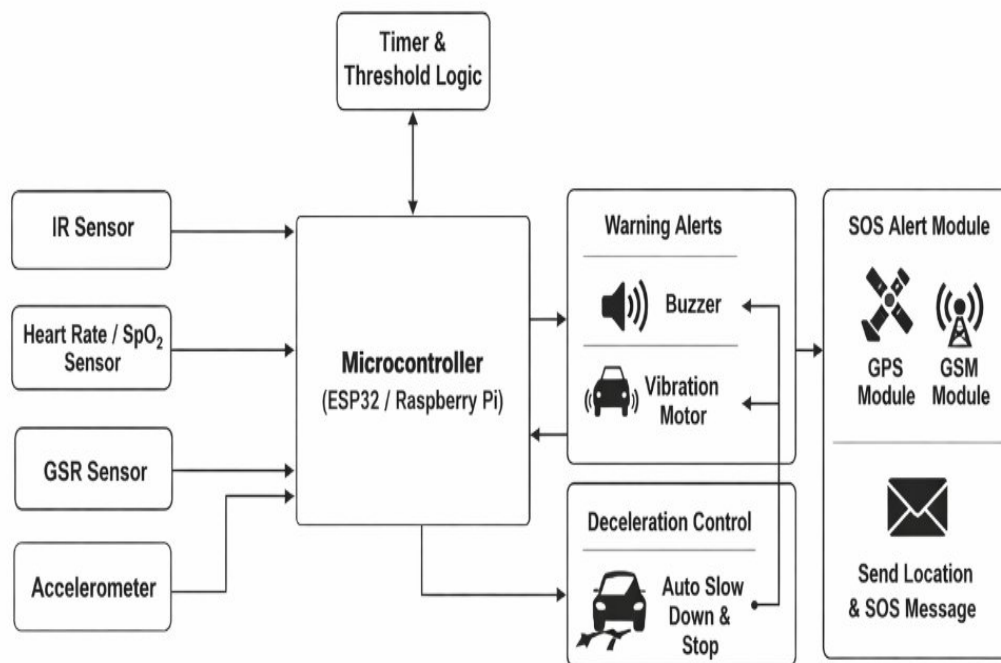 Timer &
Threshold Logic
IR Sensor
Heart Rate / SpO₂
Sensor
GSR Sensor
Accelerometer
Microcontroller
(ESP32 / Raspberry Pi)
Warning Alerts
Buzzer
Vibration
Motor
Deceleration Control
Auto Slow
Down &
Stop
SOS Alert Module
GPS
Module
GSM
Module
Send Location
& SOS Message